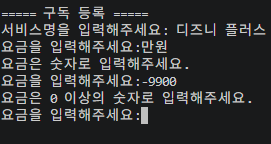 ===== 구독 등록 =====
서비스명을 입력해주세요: 디즈니 플러스
요금을 입력해주세요:만원
요금은 숫자로 입력해주세요.
요금을 입력해주세요:-9900
요금은 0 이상의 숫자로 입력해주세요.
요금을 입력해주세요: